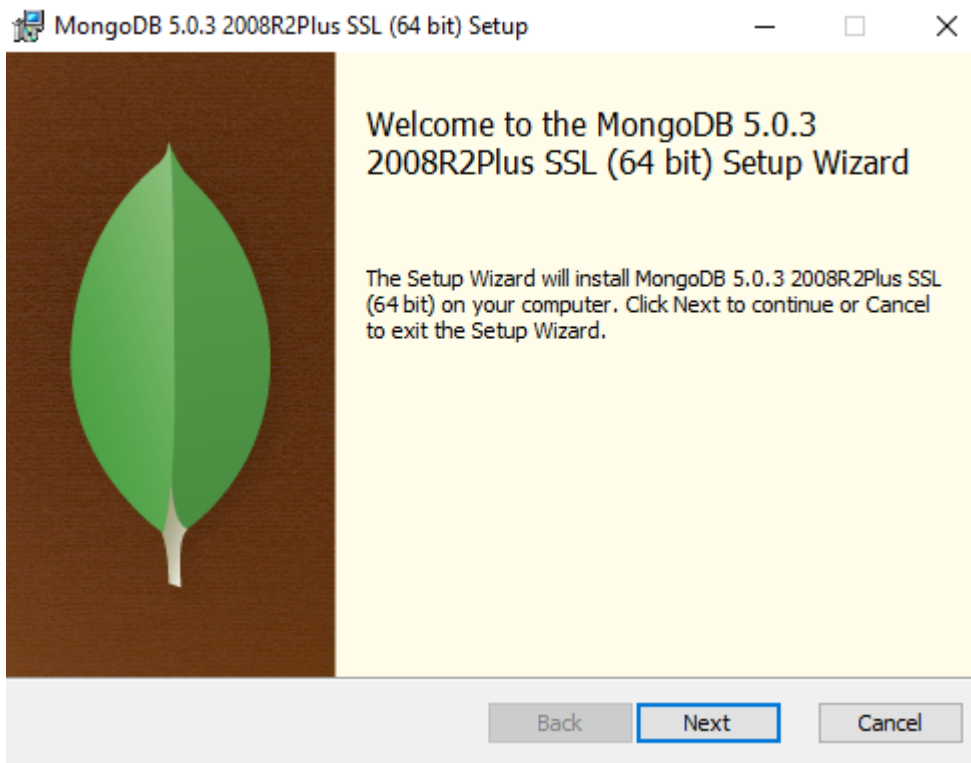 MongoDB 5.0.3 2008R2Plus SSL (64 bit) Setup
Welcome to the MongoDB 5.0.3
2008R2Plus SSL (64 bit) Setup Wizard
The Setup Wizard will install MongoDB 5.0.3 2008R2Plus SSL
(64 bit) on your computer. Click Next to continue or Cancel
to exit the Setup Wizard.
Back
Next
Cancel